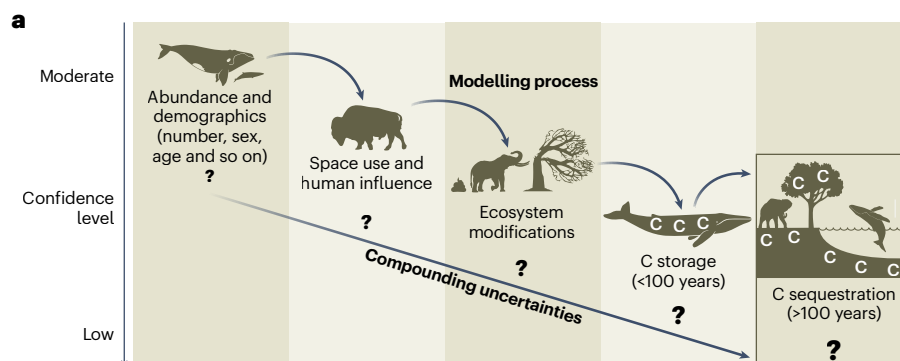 a
Moderate
Confidence
level
Low
Abundance and
demographics
(number, sex,
age and so on)
?
Space use and
human influence
?
Modelling process
Ecosystem
modifications
?
Compounding uncertainties
C C C
C storage
(<100 years)
?
C C
C C
C C C
C sequestration
(>100 years)
?